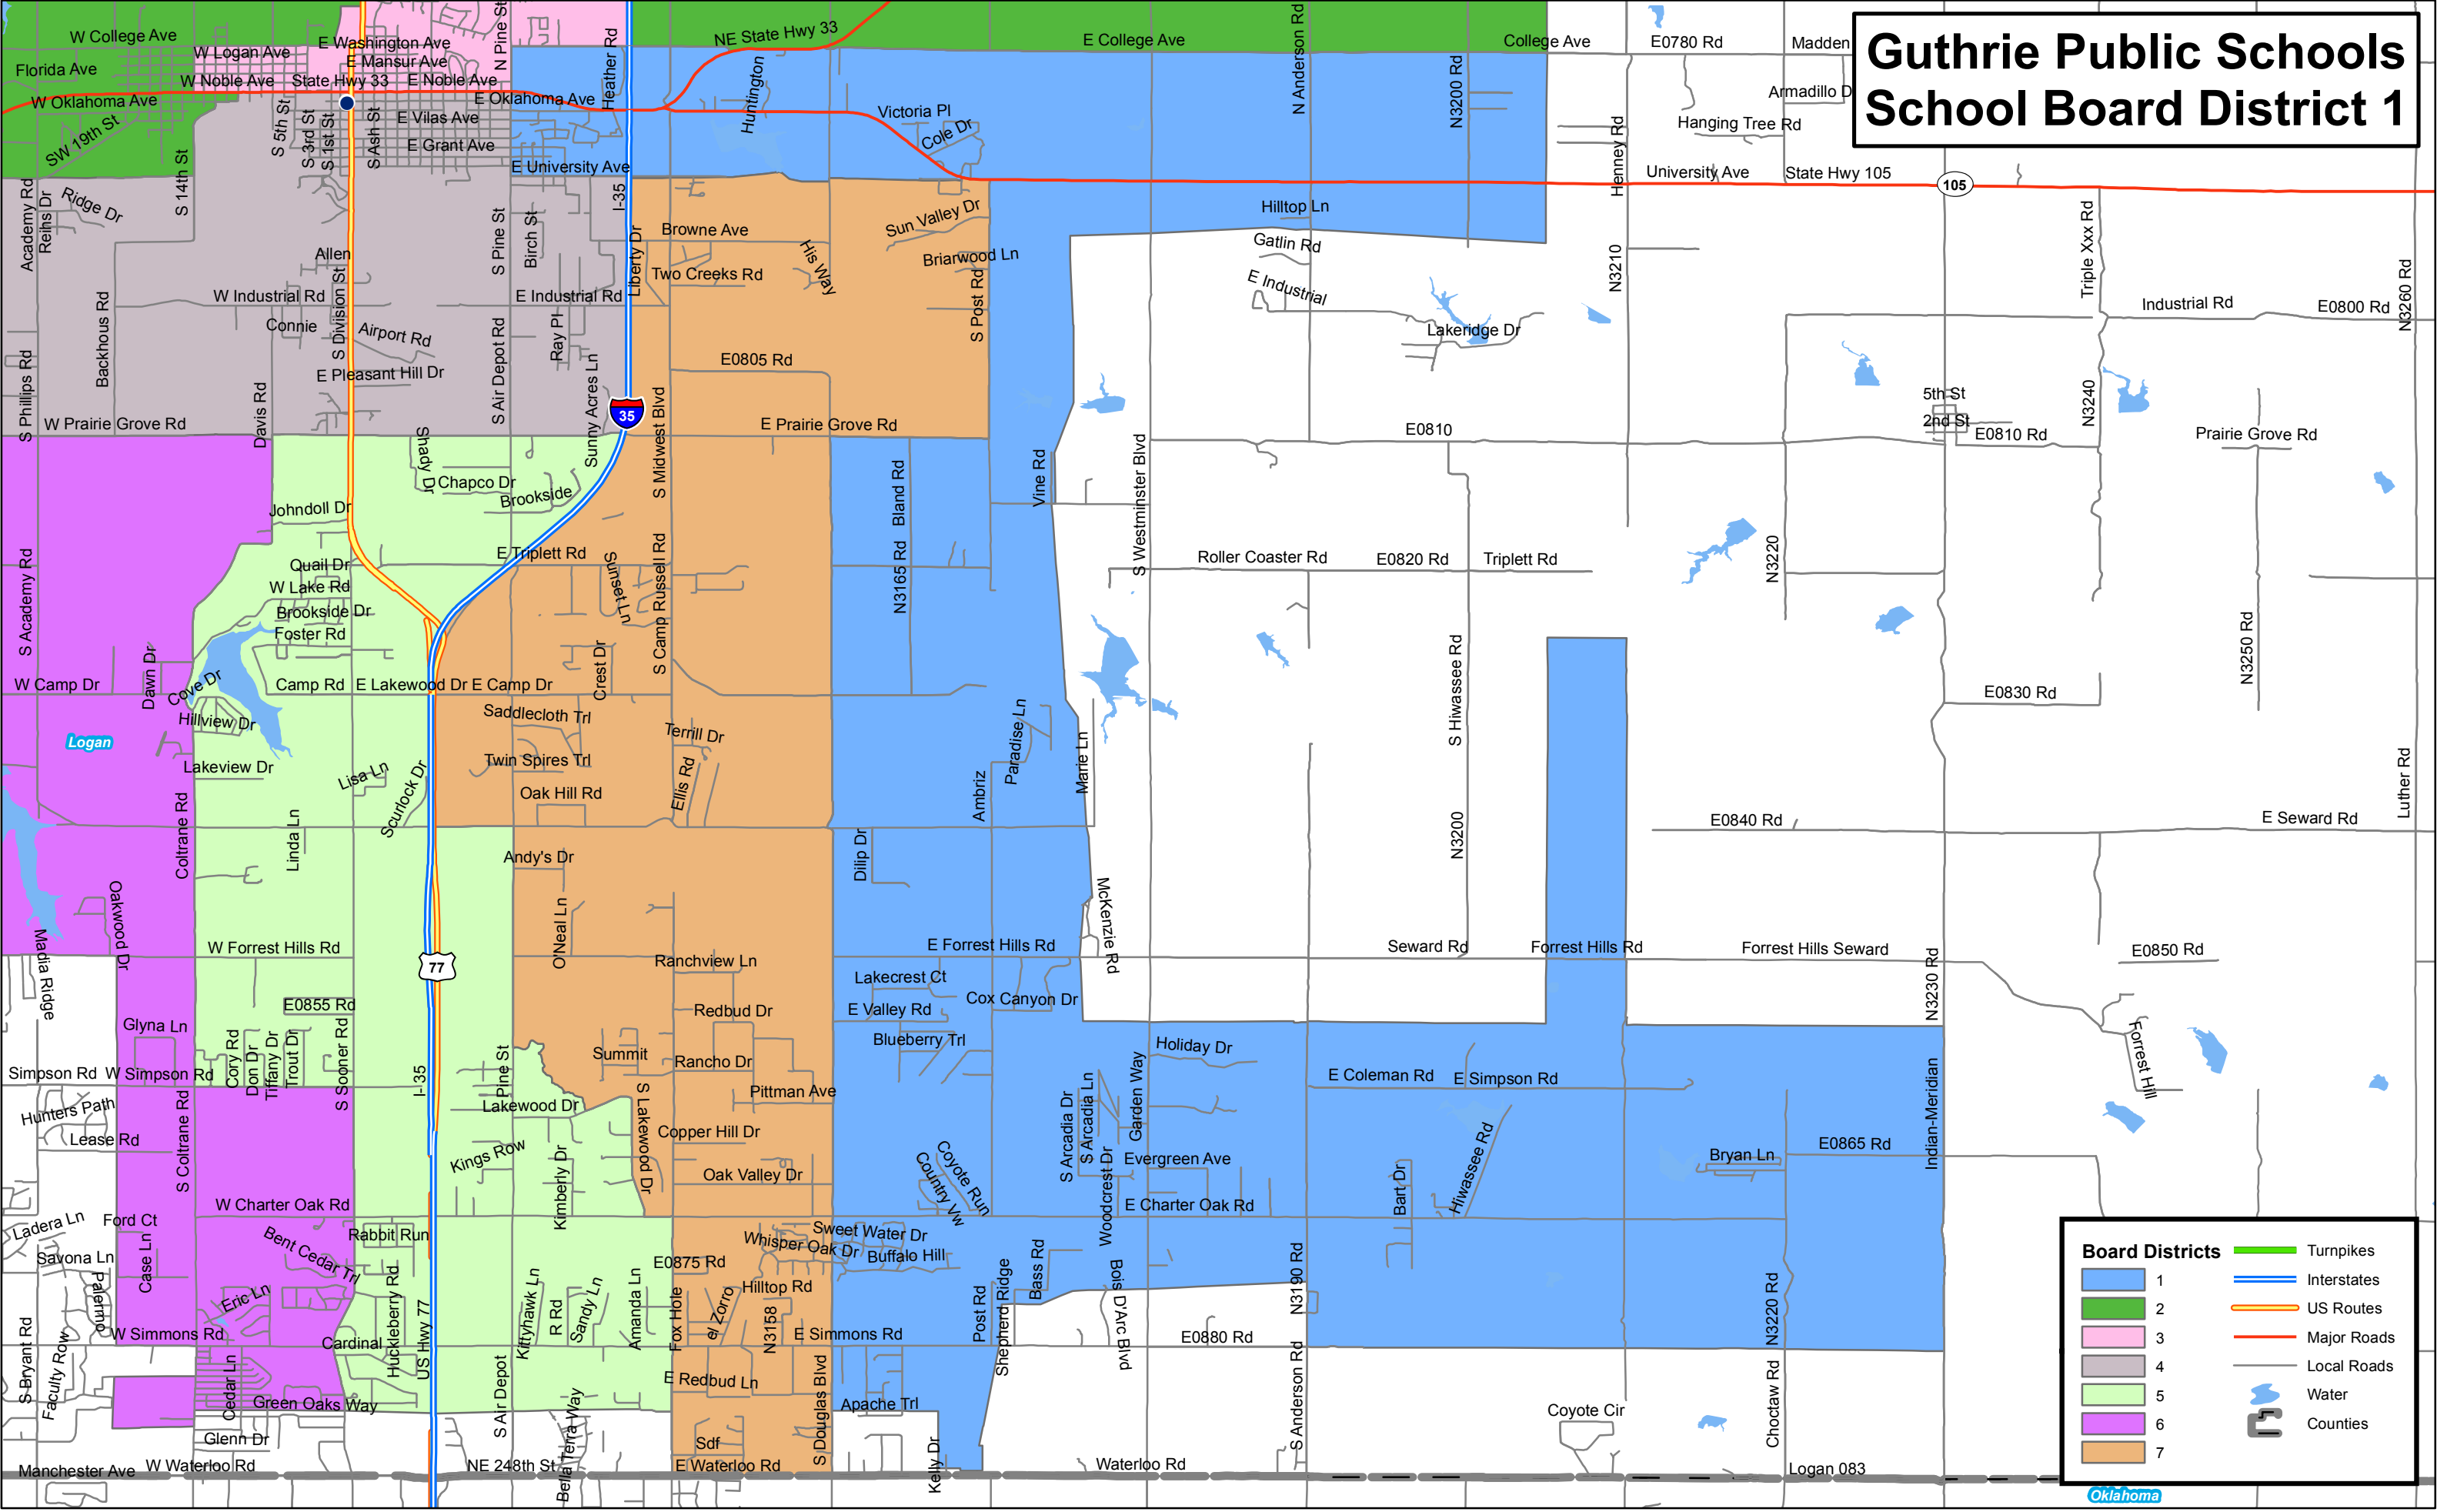 Guthrie Public Schools
School Board District 1
W College Ave
W Logan Ave
E Washington Ave
E Mansur Ave
N Pine St
Heather Rd
NE State Hwy 33
E College Ave
N Anderson Rd
College Ave
E0780 Rd
Madden
Florida Ave
W Noble Ave
State Hwy 33
E Noble Ave
W Oklahoma Ave
E Oklahoma Ave
Huntington
Victoria Pl
Cole Dr
N3200 Rd
Armadillo D
Hanging Tree Rd
Henney Rd
SW 19th St
S 5th St
S 3rd St
S 1st St
S Ash St
E Vilas Ave
E Grant Ave
E University Ave
University Ave
State Hwy 105
105
S 14th St
Academy Rd
Reins Dr
Ridge Dr
I-35
Hilltop Ln
Sun Valley Dr
Browne Ave
Gatlin Rd
Briarwood Ln
Allen
S Pine St
Birch St
Liberty Dr
His Way
Two Creeks Rd
E Industrial
N3210
Triple Xxx Rd
N3260 Rd
W Industrial Rd
E Industrial Rd
Industrial Rd
E0800 Rd
Backhous Rd
Connie
S Division St
Airport Rd
Ray Pl
S Post Rd
Lakeridge Dr
S Phillips Rd
E Pleasant Hill Dr
S Air Depot Rd
Sunny Acres Ln
E0805 Rd
S Midwest Blvd
Davis Rd
35
5th St
2nd St
N3240
W Prairie Grove Rd
E Prairie Grove Rd
E0810
E0810 Rd
Prairie Grove Rd
Shady Dr
Chapco Dr
Brookside
Bland Rd
Vine Rd
S Westminster Blvd
Johndoll Dr
E Triplett Rd
Roller Coaster Rd
E0820 Rd
Triplett Rd
N3220
Quail Dr
W Lake Rd
Brookside Dr
Foster Rd
Sunset Ln
S Camp Russell Rd
N3165 Rd
S Academy Rd
N3250 Rd
W Camp Dr
Dawn Dr
Cove Dr
Camp Rd
E Lakewood Dr
E Camp Dr
Crest Dr
S Hiwassee Rd
E0830 Rd
Hillview Dr
Saddlecloth Trl
Terrill Dr
Paradise Ln
Marie Ln
Logan
Lakeview Dr
Lisa Ln
Scurlock Dr
Twin Spires Trl
Oak Hill Rd
Ellis Rd
Ambriz
N3200
Luther Rd
Coltrane Rd
Linda Ln
E0840 Rd
E Seward Rd
Andy's Dr
Dilip Dr
McKenzie Rd
Oakwood Dr
Madia Ridge
O'Neal Ln
W Forrest Hills Rd
E Forrest Hills Rd
Seward Rd
Forrest Hills Rd
Forrest Hills Seward
E0850 Rd
77
Ranchview Ln
Lakecrest Ct
Cox Canyon Dr
N3230 Rd
E0855 Rd
Redbud Dr
E Valley Rd
Glyna Ln
Cory Rd
Don Dr
Tiffany Dr
Trout Dr
S Sooner Rd
Summit
Rancho Dr
Blueberry Trl
Holiday Dr
Forrest Hill
Simpson Rd
W Simpson Rd
I-35
Pine St
Pittman Ave
E Coleman Rd
E Simpson Rd
Hunters Path
Lakewood Dr
S Lakewood Dr
S Arcadia Dr
S Arcadia Ln
Garden Way
Indian-Meridian
Lease Rd
S Coltrane Rd
Kings Row
Copper Hill Dr
Coyote Run
Country Vw
E0865 Rd
Bryan Ln
Kimberly Dr
Oak Valley Dr
Woodcrest Dr
Evergreen Ave
Bart Dr
Hiwassee Rd
W Charter Oak Rd
E Charter Oak Rd
Ladera Ln
Ford Ct
Bent Cedar Trl
Rabbit Run
Sweet Water Dr
Whisper Oak Dr
Buffalo Hill
Savona Ln
Case Ln
E0875 Rd
Hilltop Rd
Palermo
Eric Ln
Huckleberry Rd
Kittyhawk Ln
R Rd
Sandy Ln
Amanda Ln
Fox Hole
el Zorro
N3158
Post Rd
Shepherd Ridge
Bass Rd
Bois D'Arc Blvd
N3190 Rd
N3220 Rd
W Simmons Rd
Cardinal
US Hwy 77
E Simmons Rd
E0880 Rd
S Bryant Rd
Faculty Row
Cedar Ln
Green Oaks Way
S Air Depot
E Redbud Ln
S Douglas Blvd
Apache Trl
S Anderson Rd
Choctaw Rd
Coyote Cir
Glenn Dr
Bella Terra Way
Sdf
Kelly Dr
Manchester Ave
W Waterloo Rd
NE 248th St
E Waterloo Rd
Waterloo Rd
Logan 083
Oklahoma
Board Districts
1
2
3
4
5
6
7
Turnpikes
Interstates
US Routes
Major Roads
Local Roads
Water
Counties